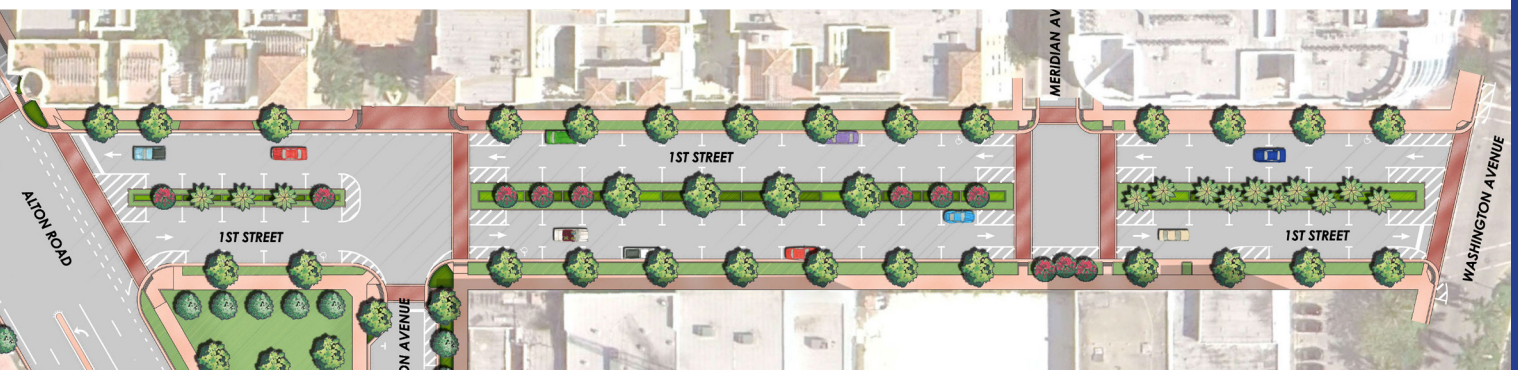 MERIDIAN AV
1ST STREET
ALTON ROAD
1ST STREET
1ST STREET
WASHINGTON AVENUE
ON AVENUE